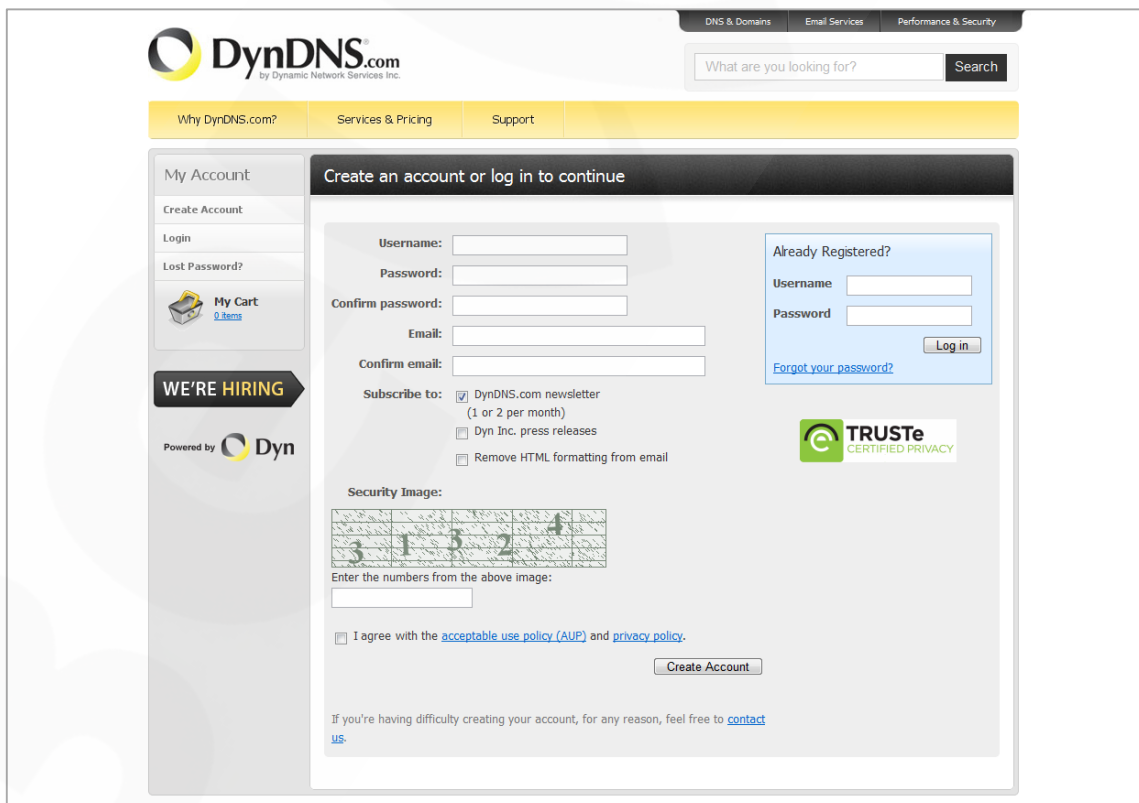 DNS & Domains
Email Services
Performance & Security
DynDNS.com
by Dynamic Network Services Inc.
What are you looking for?
Search
Why DynDNS.com?
Services & Pricing
Support
My Account
Create Account
Login
Lost Password?
My Cart
0 items
WE'RE HIRING
Powered by Dyn
Create an account or log in to continue
Username:
Password:
Confirm password:
Email:
Confirm email:
Subscribe to:
DynDNS.com newsletter
(1 or 2 per month)
Dyn Inc. press releases
Remove HTML formatting from email
Security Image:
3 1 3 2 4
Enter the numbers from the above image:
I agree with the acceptable use policy (AUP) and privacy policy.
Create Account
If you're having difficulty creating your account, for any reason, feel free to contact
us.
Already Registered?
Username
Password
Log in
Forgot your password?
TRUSTe
CERTIFIED PRIVACY